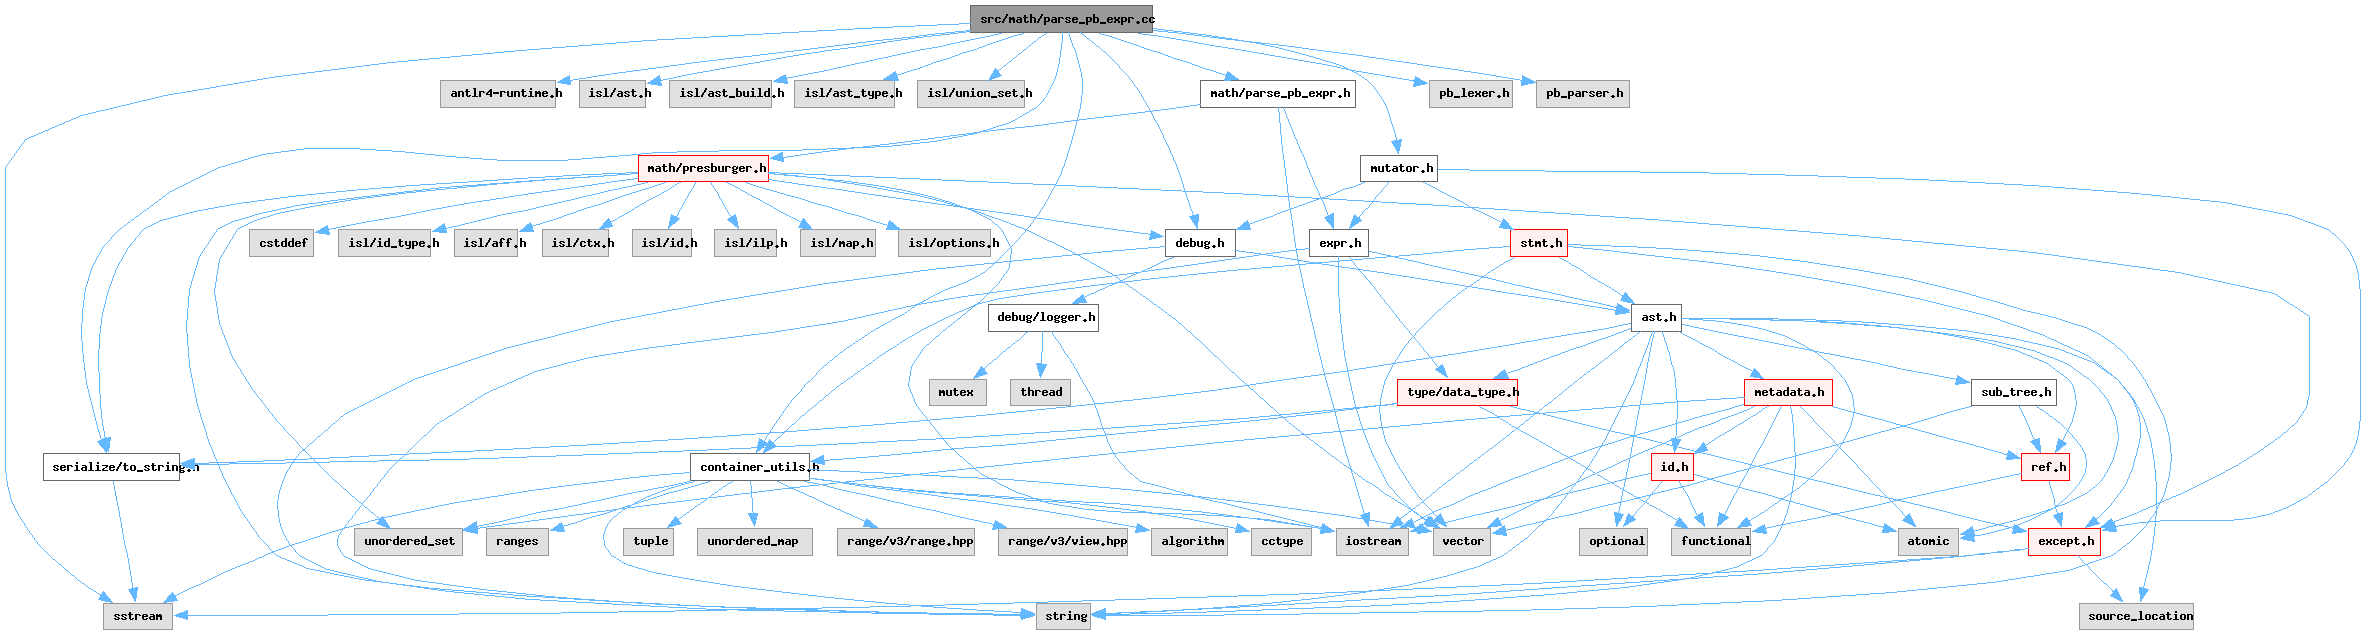 src/math/parse_pb_expr.cc
antlr4-runtime.h
isl/ast.h
isl/ast_build.h
isl/ast_type.h
isl/union_set.h
math/parse_pb_expr.h
pb_lexer.h
pb_parser.h
math/presburger.h
mutator.h
cstddef
isl/id_type.h
isl/aff.h
isl/ctx.h
isl/id.h
isl/ilp.h
isl/map.h
isl/options.h
debug.h
expr.h
stmt.h
debug/logger.h
ast.h
mutex
thread
type/data_type.h
metadata.h
sub_tree.h
serialize/to_string.h
container_utils.h
id.h
ref.h
unordered_set
ranges
tuple
unordered_map
range/v3/range.hpp
range/v3/view.hpp
algorithm
cctype
iostream
vector
optional
functional
atomic
except.h
sstream
string
source_location